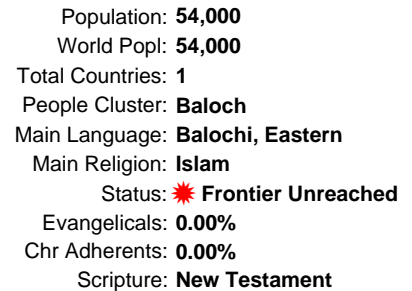 Population: 54,000
World Popl: 54,000
Total Countries: 1
People Cluster: Baloch
Main Language: Balochi, Eastern
Main Religion: Islam
Status: Frontier Unreached
Evangelicals: 0.00%
Chr Adherents: 0.00%
Scripture: New Testament